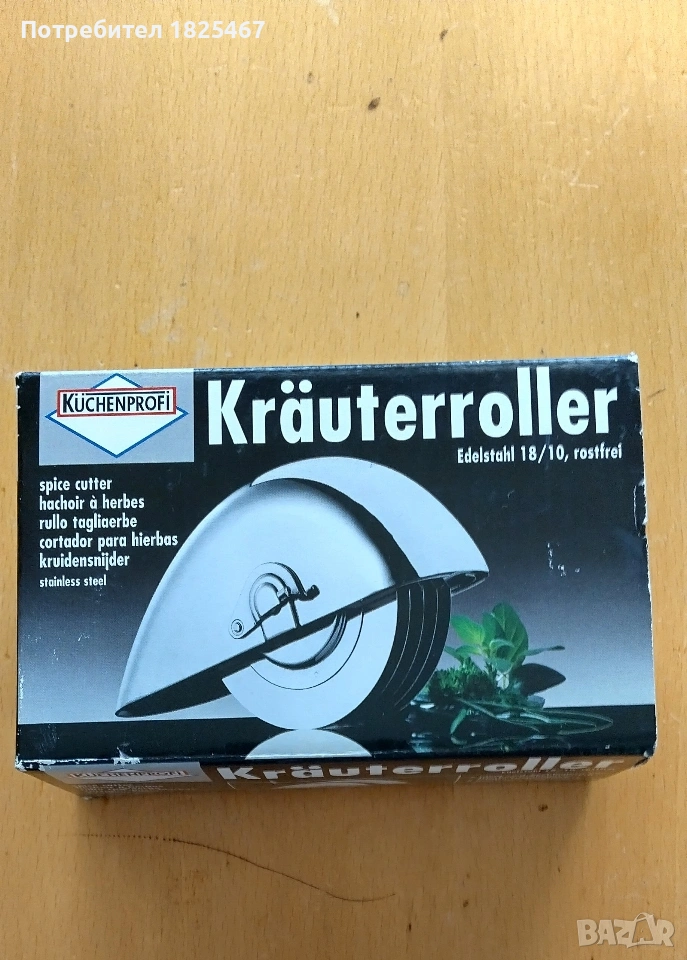 Потребител 1825467
KÜCHENPROFI
Kräuterroller
Edelstahl 18/10, rostfrei
spice cutter
hachoir à herbes
rullo tagliaerbe
cortador para hierbas
kruidensnijder
stainless steel
KÜCHENPROFI
Kräuterroller
BAZAR